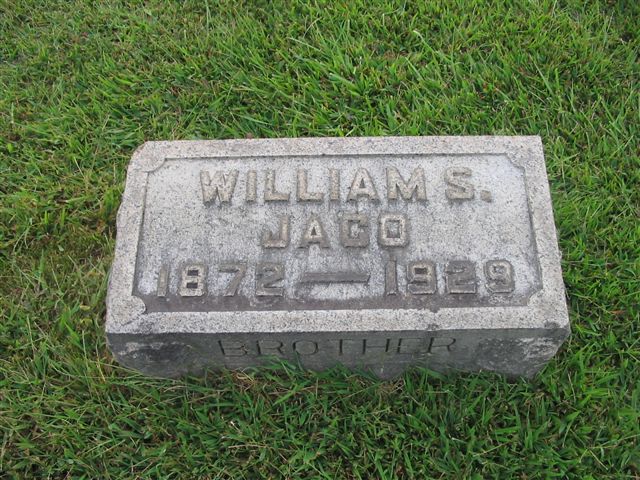 WILLIAM S.
JACO
1872 — 1929
BROTHER